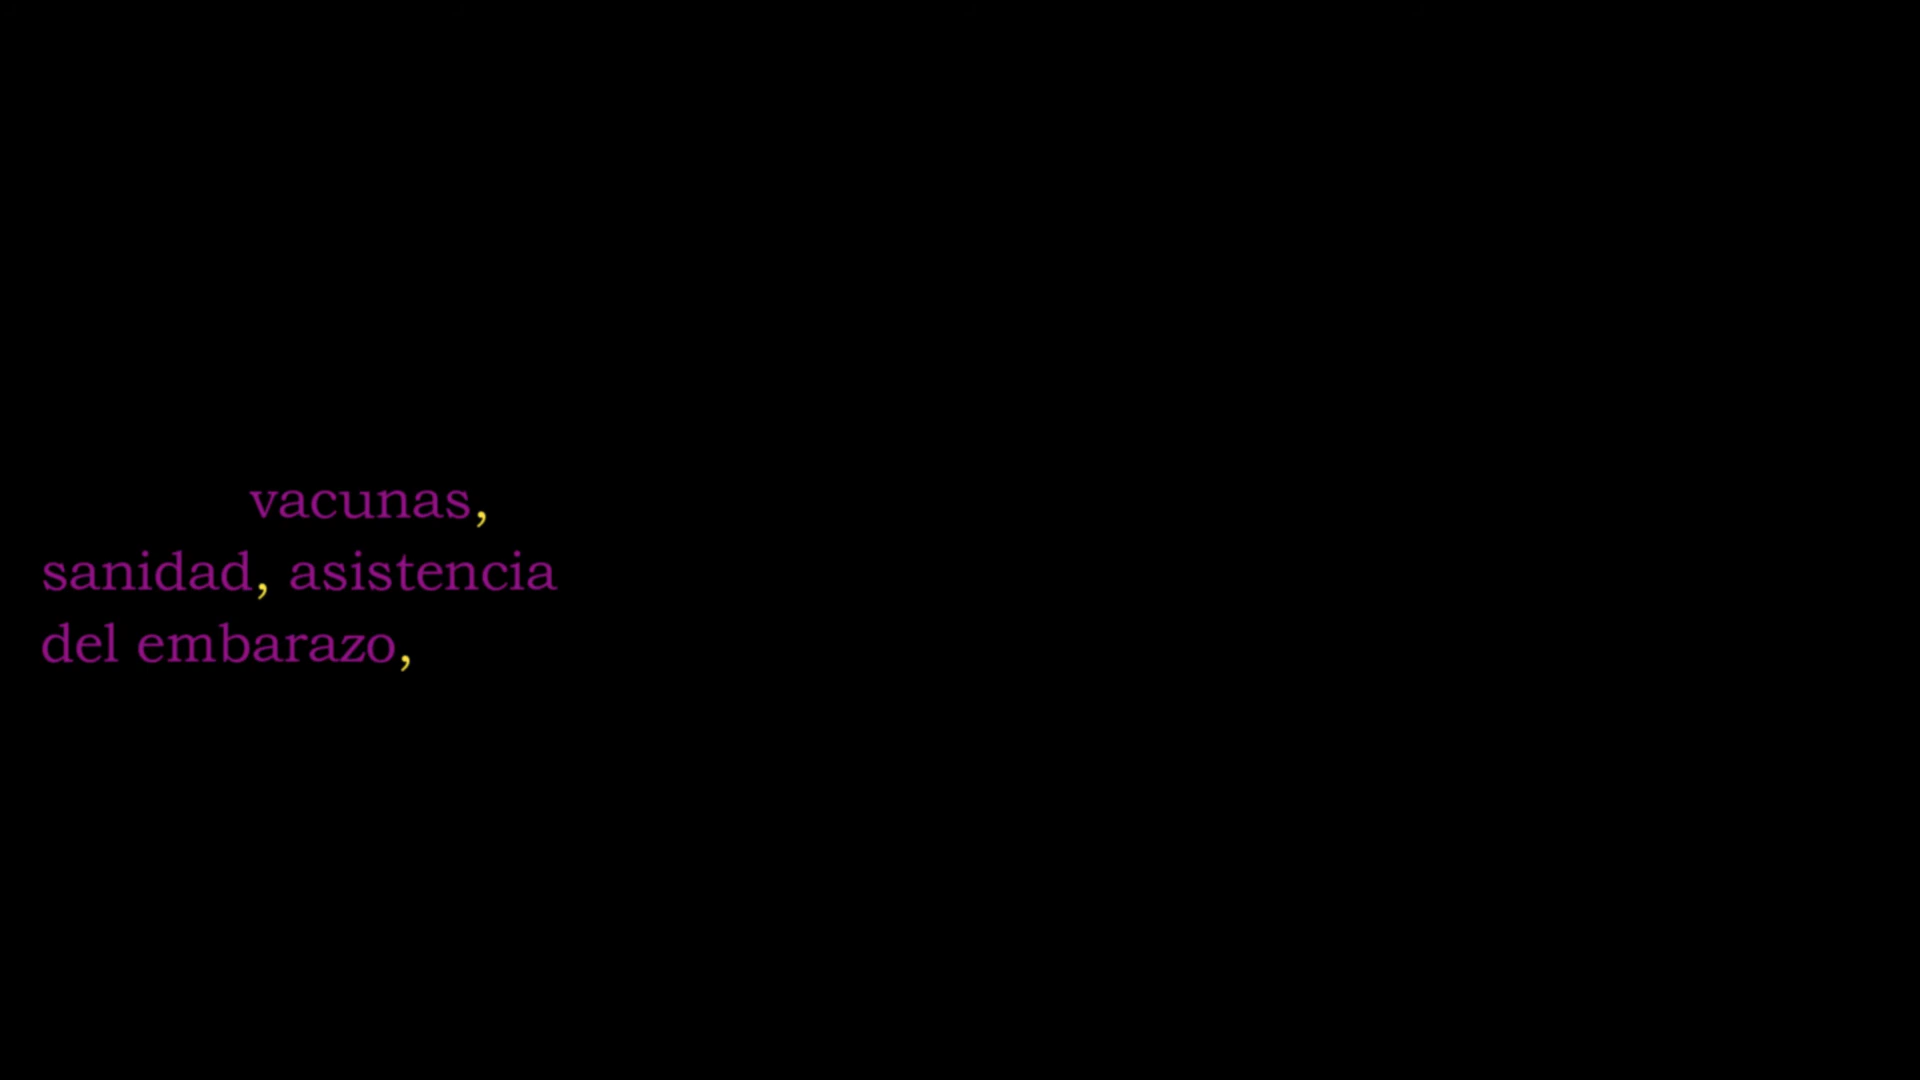 vacunas,
sanidad, asistencia
del embarazo,